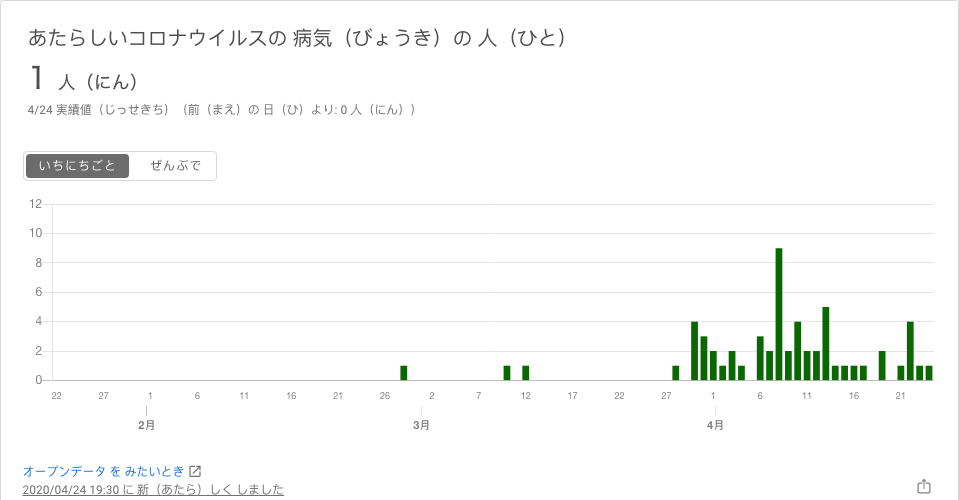 あたらしいコロナウイルスの 病気（びょうき）の 人（ひと）
1 人（にん）
4/24 実績値（じっせきち）（前（まえ）の 日（ひ）より: 0 人（にん））
いちにちごと ぜんぶで
12
10
8
6
4
2
0
22 27 1 6 11 16 21 26 2 7 12 17 22 27 1 6 11 16 21
2月 3月 4月
オープンデータ を みたいとき
2020/04/24 19:30 に 新（あたら）しく しました